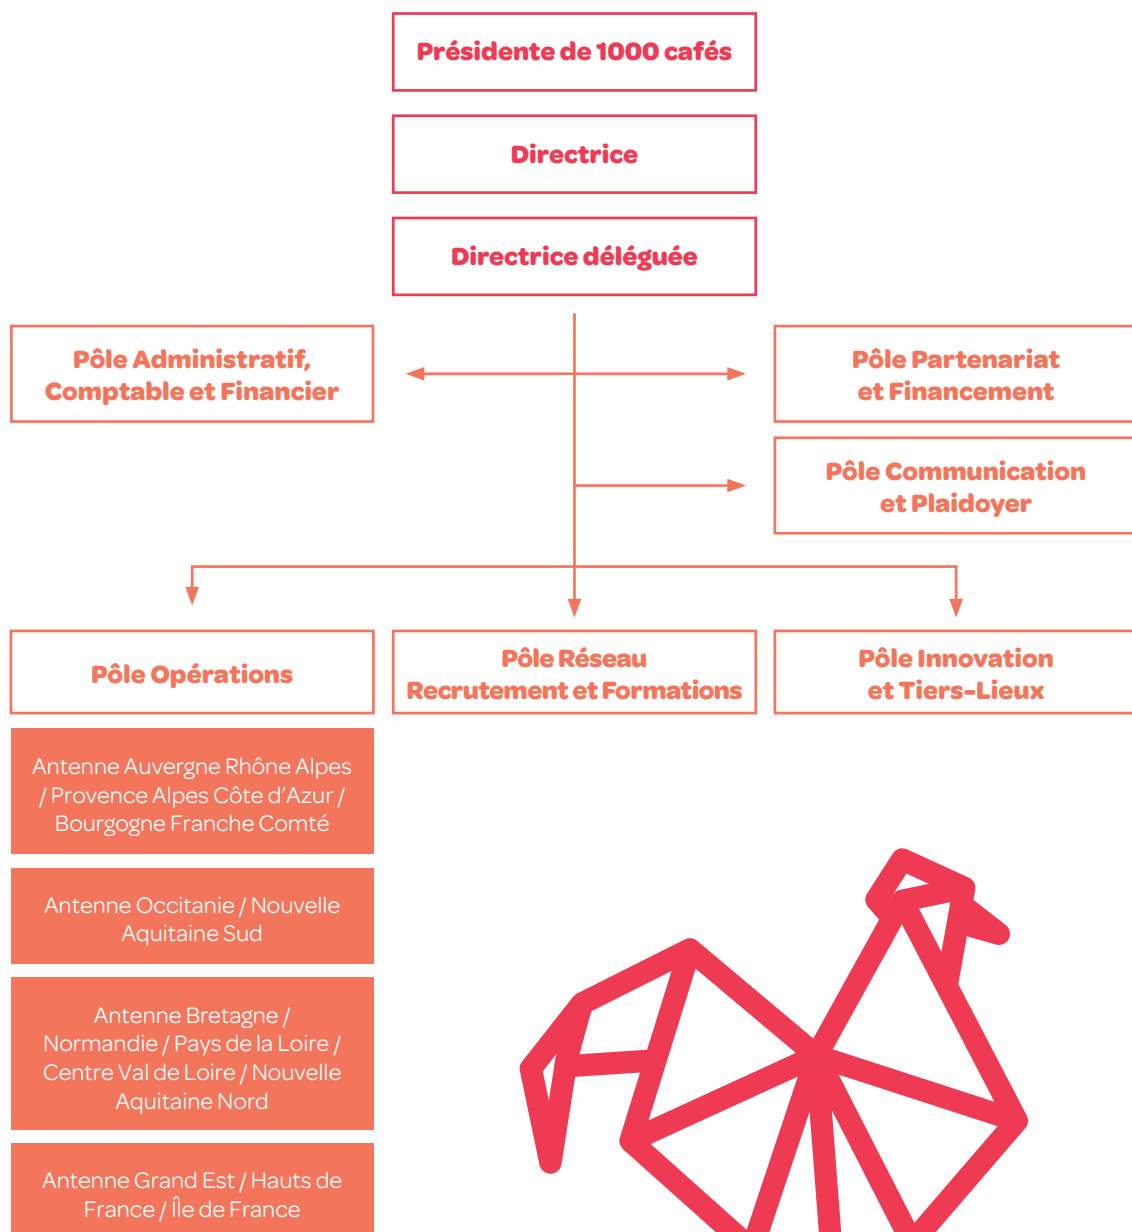 Présidente de 1000 cafés
Directrice
Directrice déléguée
Pôle Administratif,
Comptable et Financier
Pôle Partenariat
et Financement
Pôle Communication
et Plaidoyer
Pôle Opérations
Pôle Réseau
Recrutement et Formations
Pôle Innovation
et Tiers-Lieux
Antenne Auvergne Rhône Alpes
/ Provence Alpes Côte d'Azur /
Bourgogne Franche Comté
Antenne Occitanie / Nouvelle
Aquitaine Sud
Antenne Bretagne /
Normandie / Pays de la Loire /
Centre Val de Loire / Nouvelle
Aquitaine Nord
Antenne Grand Est / Hauts de
France / Île de France